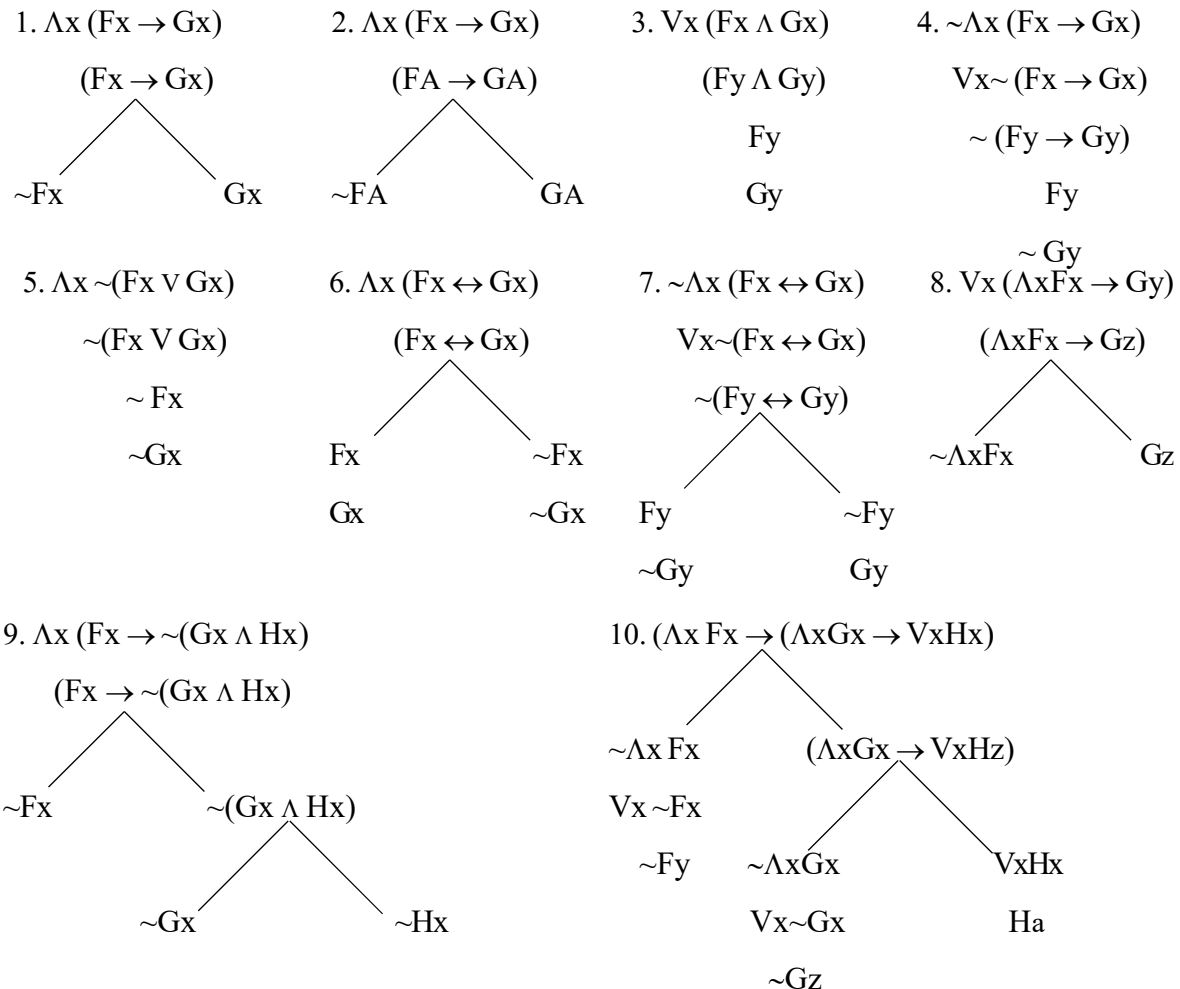 1. Λx (Fx → Gx)
(Fx → Gx)
~Fx Gx
2. Λx (Fx → Gx)
(FA → GA)
~FA GA
3. Vx (Fx Λ Gx)
(Fy Λ Gy)
Fy
Gy
4. ~Λx (Fx → Gx)
Vx~ (Fx → Gx)
~ (Fy → Gy)
Fy
~ Gy
5. Λx ~(Fx V Gx)
~(Fx V Gx)
~ Fx
~Gx
6. Λx (Fx ↔ Gx)
(Fx ↔ Gx)
Fx ~Fx
Gx ~Gx
7. ~Λx (Fx ↔ Gx)
Vx~(Fx ↔ Gx)
~(Fy ↔ Gy)
Fy ~Fy
~Gy Gy
8. Vx (ΛxFx → Gy)
(ΛxFx → Gz)
~ΛxFx Gz
9. Λx (Fx → ~(Gx Λ Hx)
(Fx → ~(Gx Λ Hx)
~Fx ~(Gx Λ Hx)
~Gx ~Hx
10. (Λx Fx → (ΛxGx → VxHx)
~Λx Fx (ΛxGx → VxHz)
Vx ~Fx
~Fy ~ΛxGx VxHx
Vx~Gx Ha
~Gz